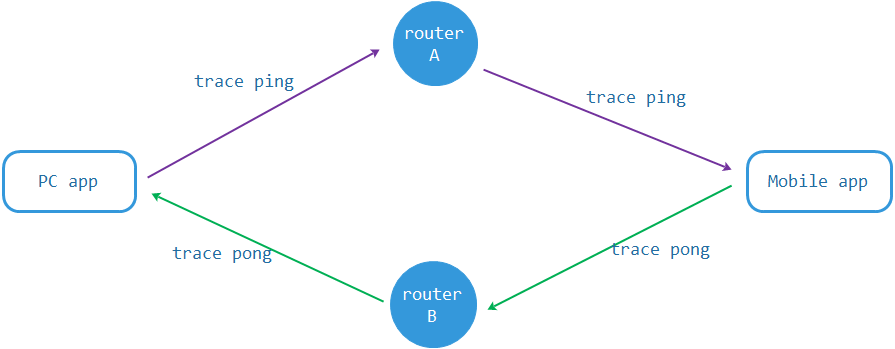 router
A
trace ping
trace ping
PC app
Mobile app
trace pong
trace pong
router
B